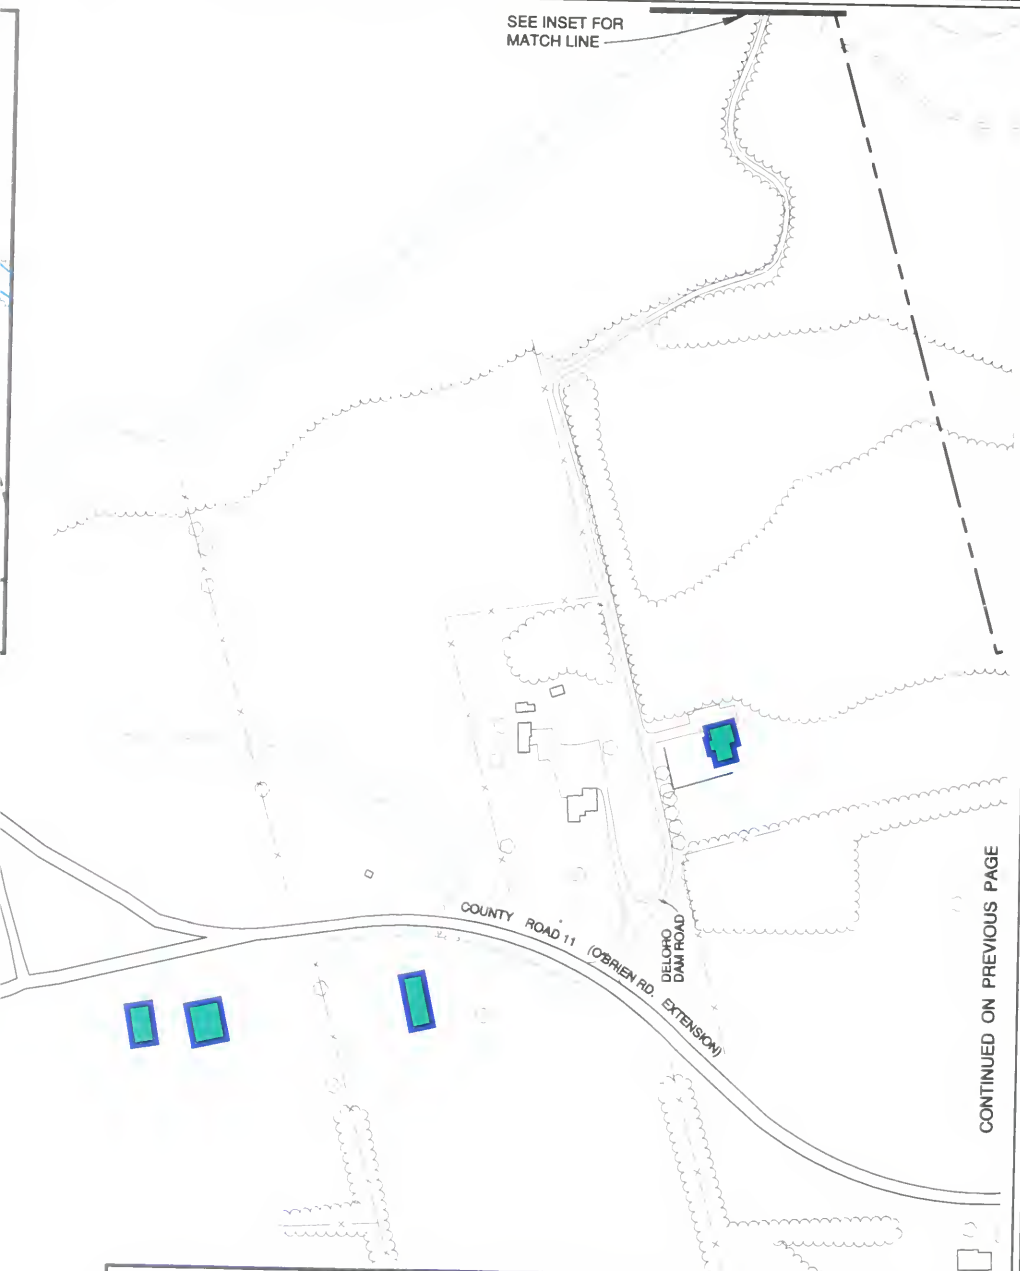 SEE INSET FOR
MATCH LINE
COUNTY ROAD 11 (O'BRIEN RD. EXTENSION)
DELORO
DAM ROAD
CONTINUED ON PREVIOUS PAGE